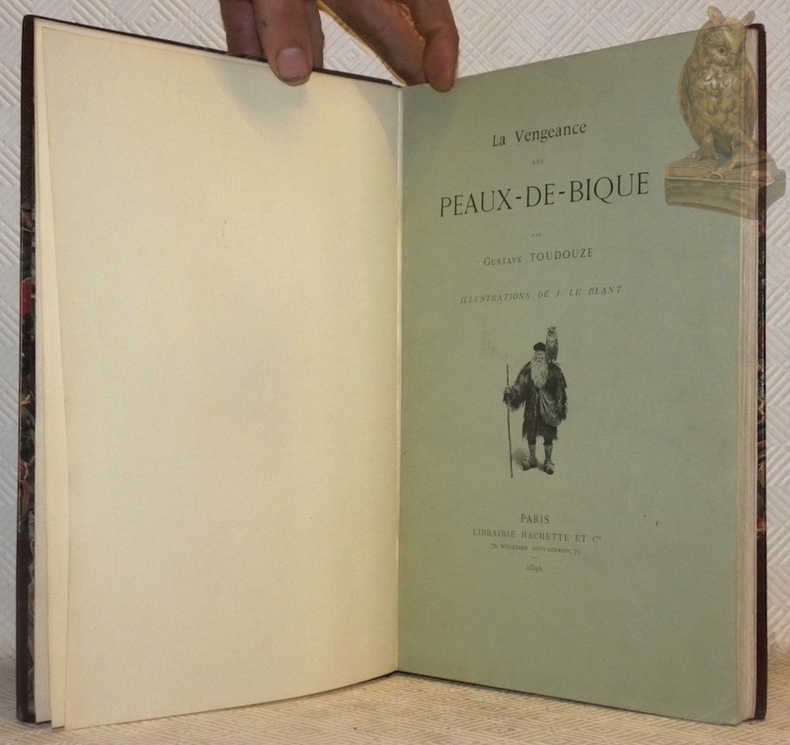 La Vengeance
DES
PEAUX-DE-BIQUE
PAR
GUSTAVE TOUDOUZE
ILLUSTRATIONS DE J. LE BLANT
PARIS
LIBRAIRIE HACHETTE ET Cie
79, BOULEVARD SAINT-GERMAIN, 79
1896